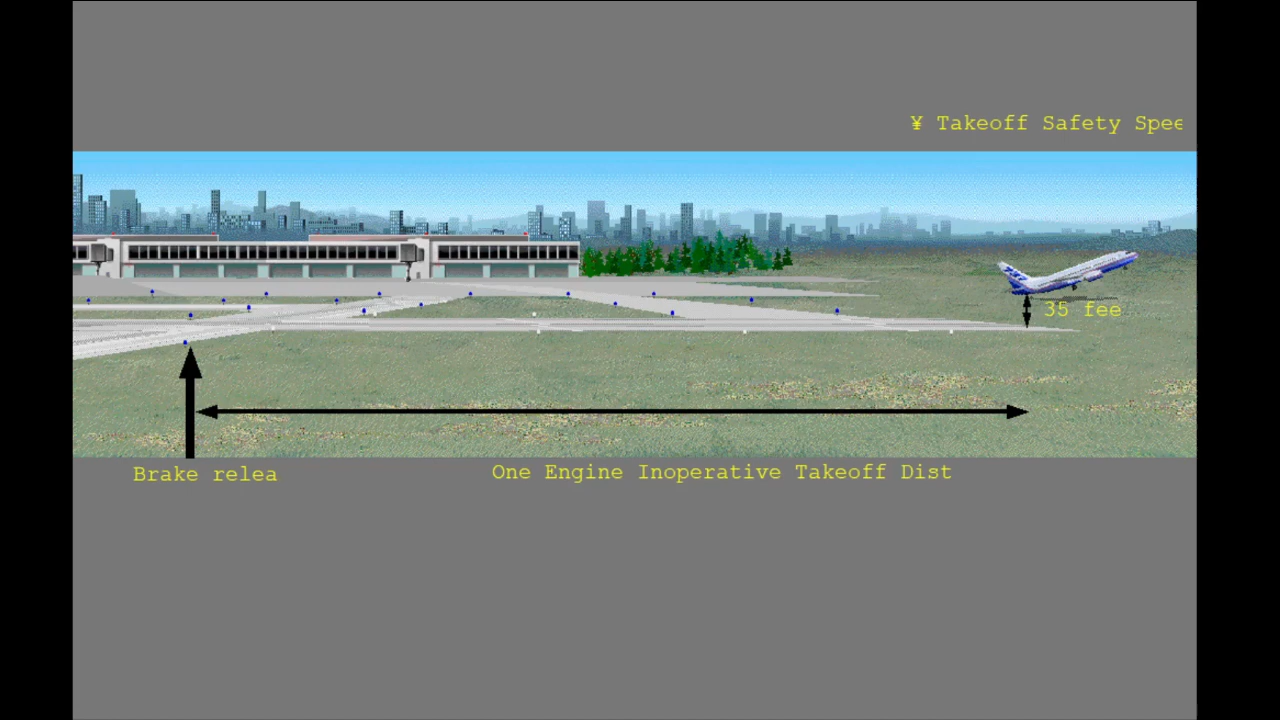 ¥ Takeoff Safety Spee
35 fee
Brake relea
One Engine Inoperative Takeoff Dist